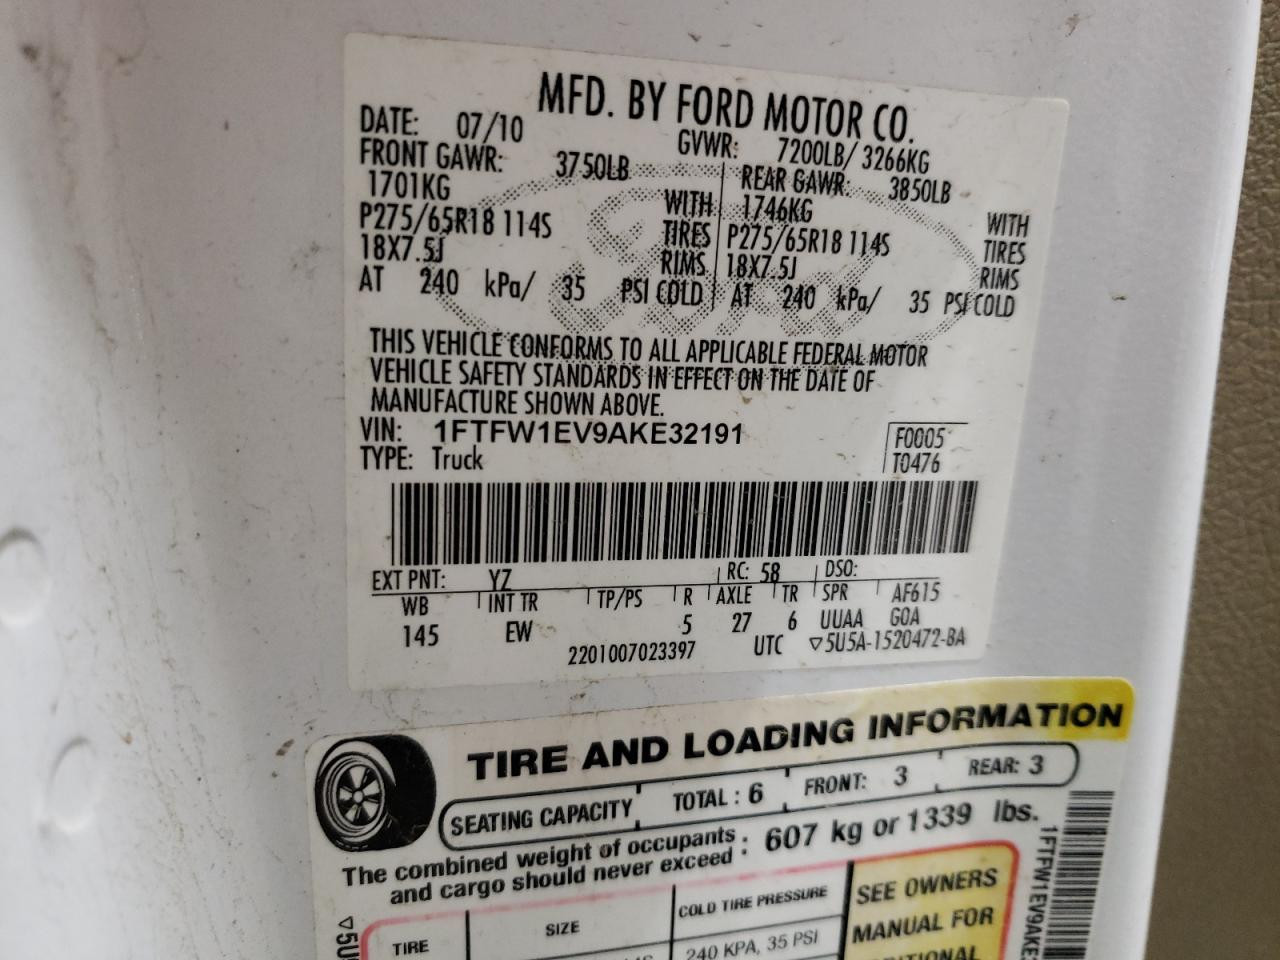 MFD. BY FORD MOTOR CO.
DATE: 07/10 GVWR: 7200LB/ 3266KG
FRONT GAWR: 3750LB REAR GAWR: 3850LB
1701KG WITH 1746KG WITH
P275/65R18 114S TIRES P275/65R18 114S TIRES
18X7.5J RIMS 18X7.5J RIMS
AT 240 kPa/ 35 PSI COLD AT 240 kPa/ 35 PSI COLD
THIS VEHICLE CONFORMS TO ALL APPLICABLE FEDERAL MOTOR
VEHICLE SAFETY STANDARDS IN EFFECT ON THE DATE OF
MANUFACTURE SHOWN ABOVE.
VIN: 1FTFW1EV9AKE32191 F0005
TYPE: Truck T0476
EXT PNT: YZ RC: 58 DSO:
WB INT TR TP/PS R AXLE TR SPR AF615
145 EW 5 27 6 UUAA GOA
2201007023397 UTC ▽5U5A-1520472-BA
TIRE AND LOADING INFORMATION
SEATING CAPACITY TOTAL : 6 FRONT: 3 REAR: 3
The combined weight of occupants
and cargo should never exceed : 607 kg or 1339 lbs.
TIRE SIZE COLD TIRE PRESSURE
240 KPA, 35 PSI
SEE OWNERS
MANUAL FOR
▽5U
1FTFW1EV9AKE